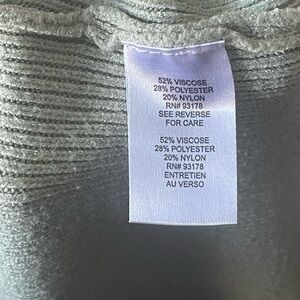 52% VISCOSE
28% POLYESTER
20% NYLON
RN# 93178
SEE REVERSE
FOR CARE
52% VISCOSE
28% POLYESTER
20% NYLON
RN# 93178
ENTRETIEN
AU VERSO